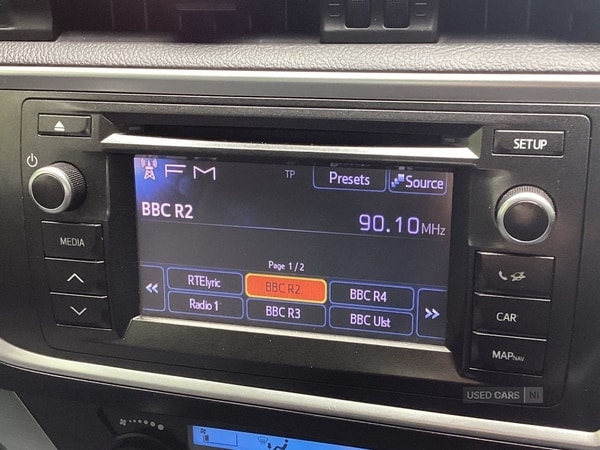 SETUP
FM
TP
Presets
Source
BBC R2
90.10MHz
MEDIA
Page 1 / 2
RTElyric
BBC R2
BBC R4
Radio 1
BBC R3
BBC Ulst
CAR
MAP NAV
USED CARS NI